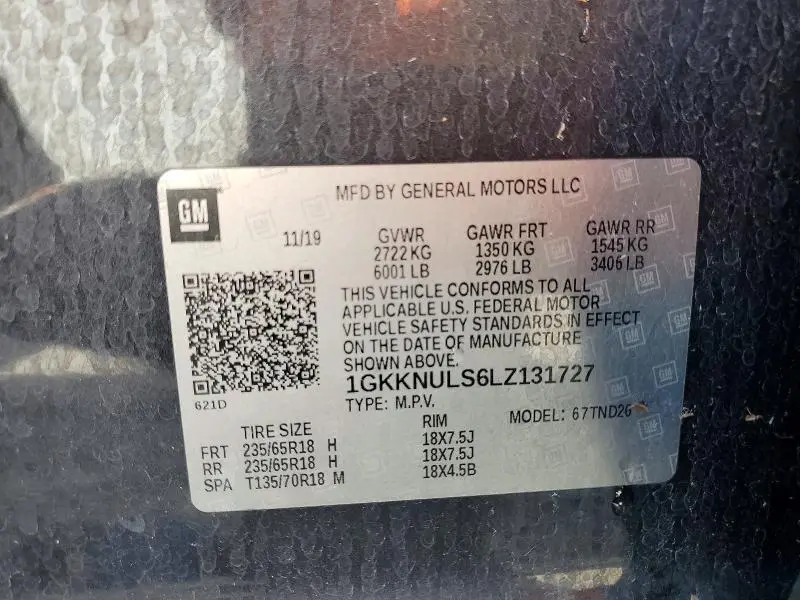 GM
MFD BY GENERAL MOTORS LLC
11/19
GVWR GAWR FRT GAWR RR
2722 KG 1350 KG 1545 KG
6001 LB 2976 LB 3406 LB
THIS VEHICLE CONFORMS TO ALL
APPLICABLE U.S. FEDERAL MOTOR
VEHICLE SAFETY STANDARDS IN EFFECT
ON THE DATE OF MANUFACTURE
SHOWN ABOVE.
1GKKNULS6LZ131727
621D
TYPE: M.P.V.
MODEL: 67TND26
TIRE SIZE RIM
FRT 235/65R18 H 18X7.5J
RR 235/65R18 H 18X7.5J
SPA T135/70R18 M 18X4.5B